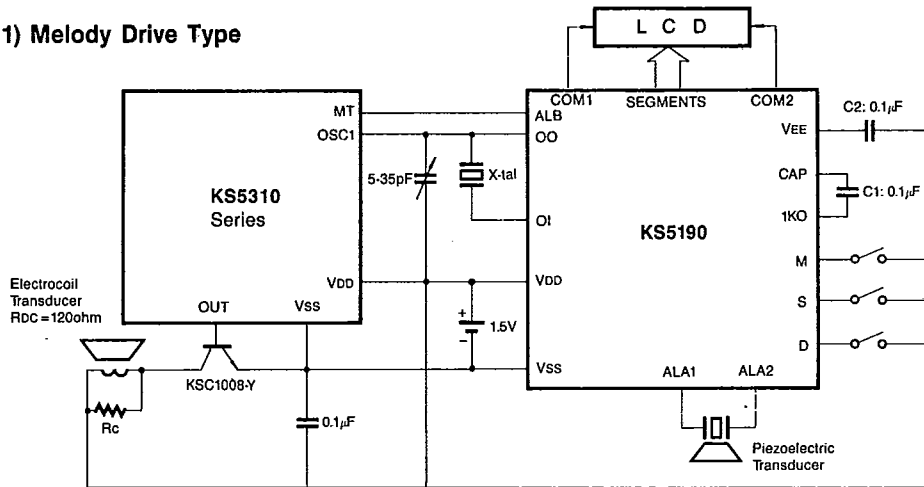 1) Melody Drive Type
L C D
COM1
SEGMENTS
COM2
MT
ALB
OSC1
OO
5-35pF
X-tal
OI
KS5310
Series
KS5190
VEE
C2: 0.1μF
CAP
C1: 0.1μF
1KO
M
S
D
VDD
VDD
Electrocoil
Transducer
RDC=120ohm
OUT
VSS
+
1.5V
−
VSS
KSC1008-Y
ALA1
ALA2
Rc
0.1μF
Piezoelectric
Transducer